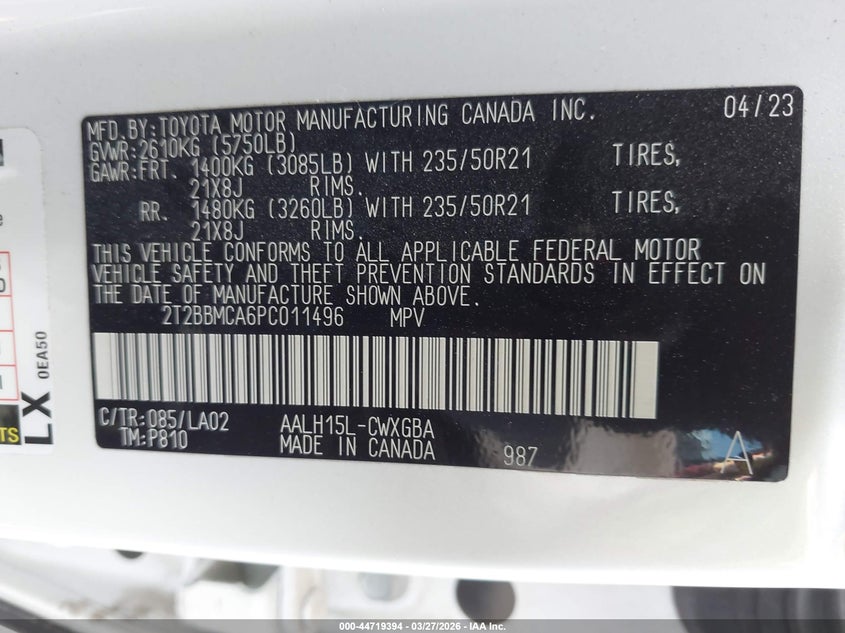 MFD.BY:TOYOTA MOTOR MANUFACTURING CANADA INC. 04/23
GVWR:2610KG (5750LB)
GAWR:FRT. 1400KG (3085LB) WITH 235/50R21 TIRES,
21X8J RIMS.
RR. 1480KG (3260LB) WITH 235/50R21 TIRES,
21X8J RIMS.
THIS VEHICLE CONFORMS TO ALL APPLICABLE FEDERAL MOTOR
VEHICLE SAFETY AND THEFT PREVENTION STANDARDS IN EFFECT ON
THE DATE OF MANUFACTURE SHOWN ABOVE.
2T2BBMCA6PC011496 MPV
C/TR:085/LA02 AALH15L-CWXGBA
TM:P810 MADE IN CANADA 987 A
LX 0EA50
TS
000-44719394 | 03/27/2026 | IAA Inc.